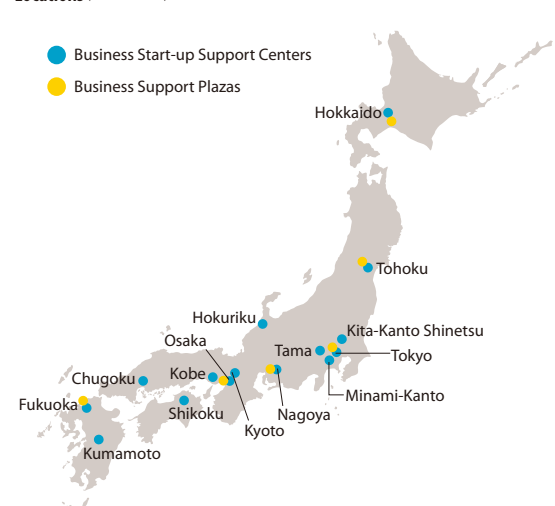 Business Start-up Support Centers
Business Support Plazas
Hokkaido
Tohoku
Hokuriku
Osaka
Kita-Kanto Shinetsu
Tama
Tokyo
Kobe
Chugoku
Minami-Kanto
Fukuoka
Shikoku
Nagoya
Kyoto
Kumamoto